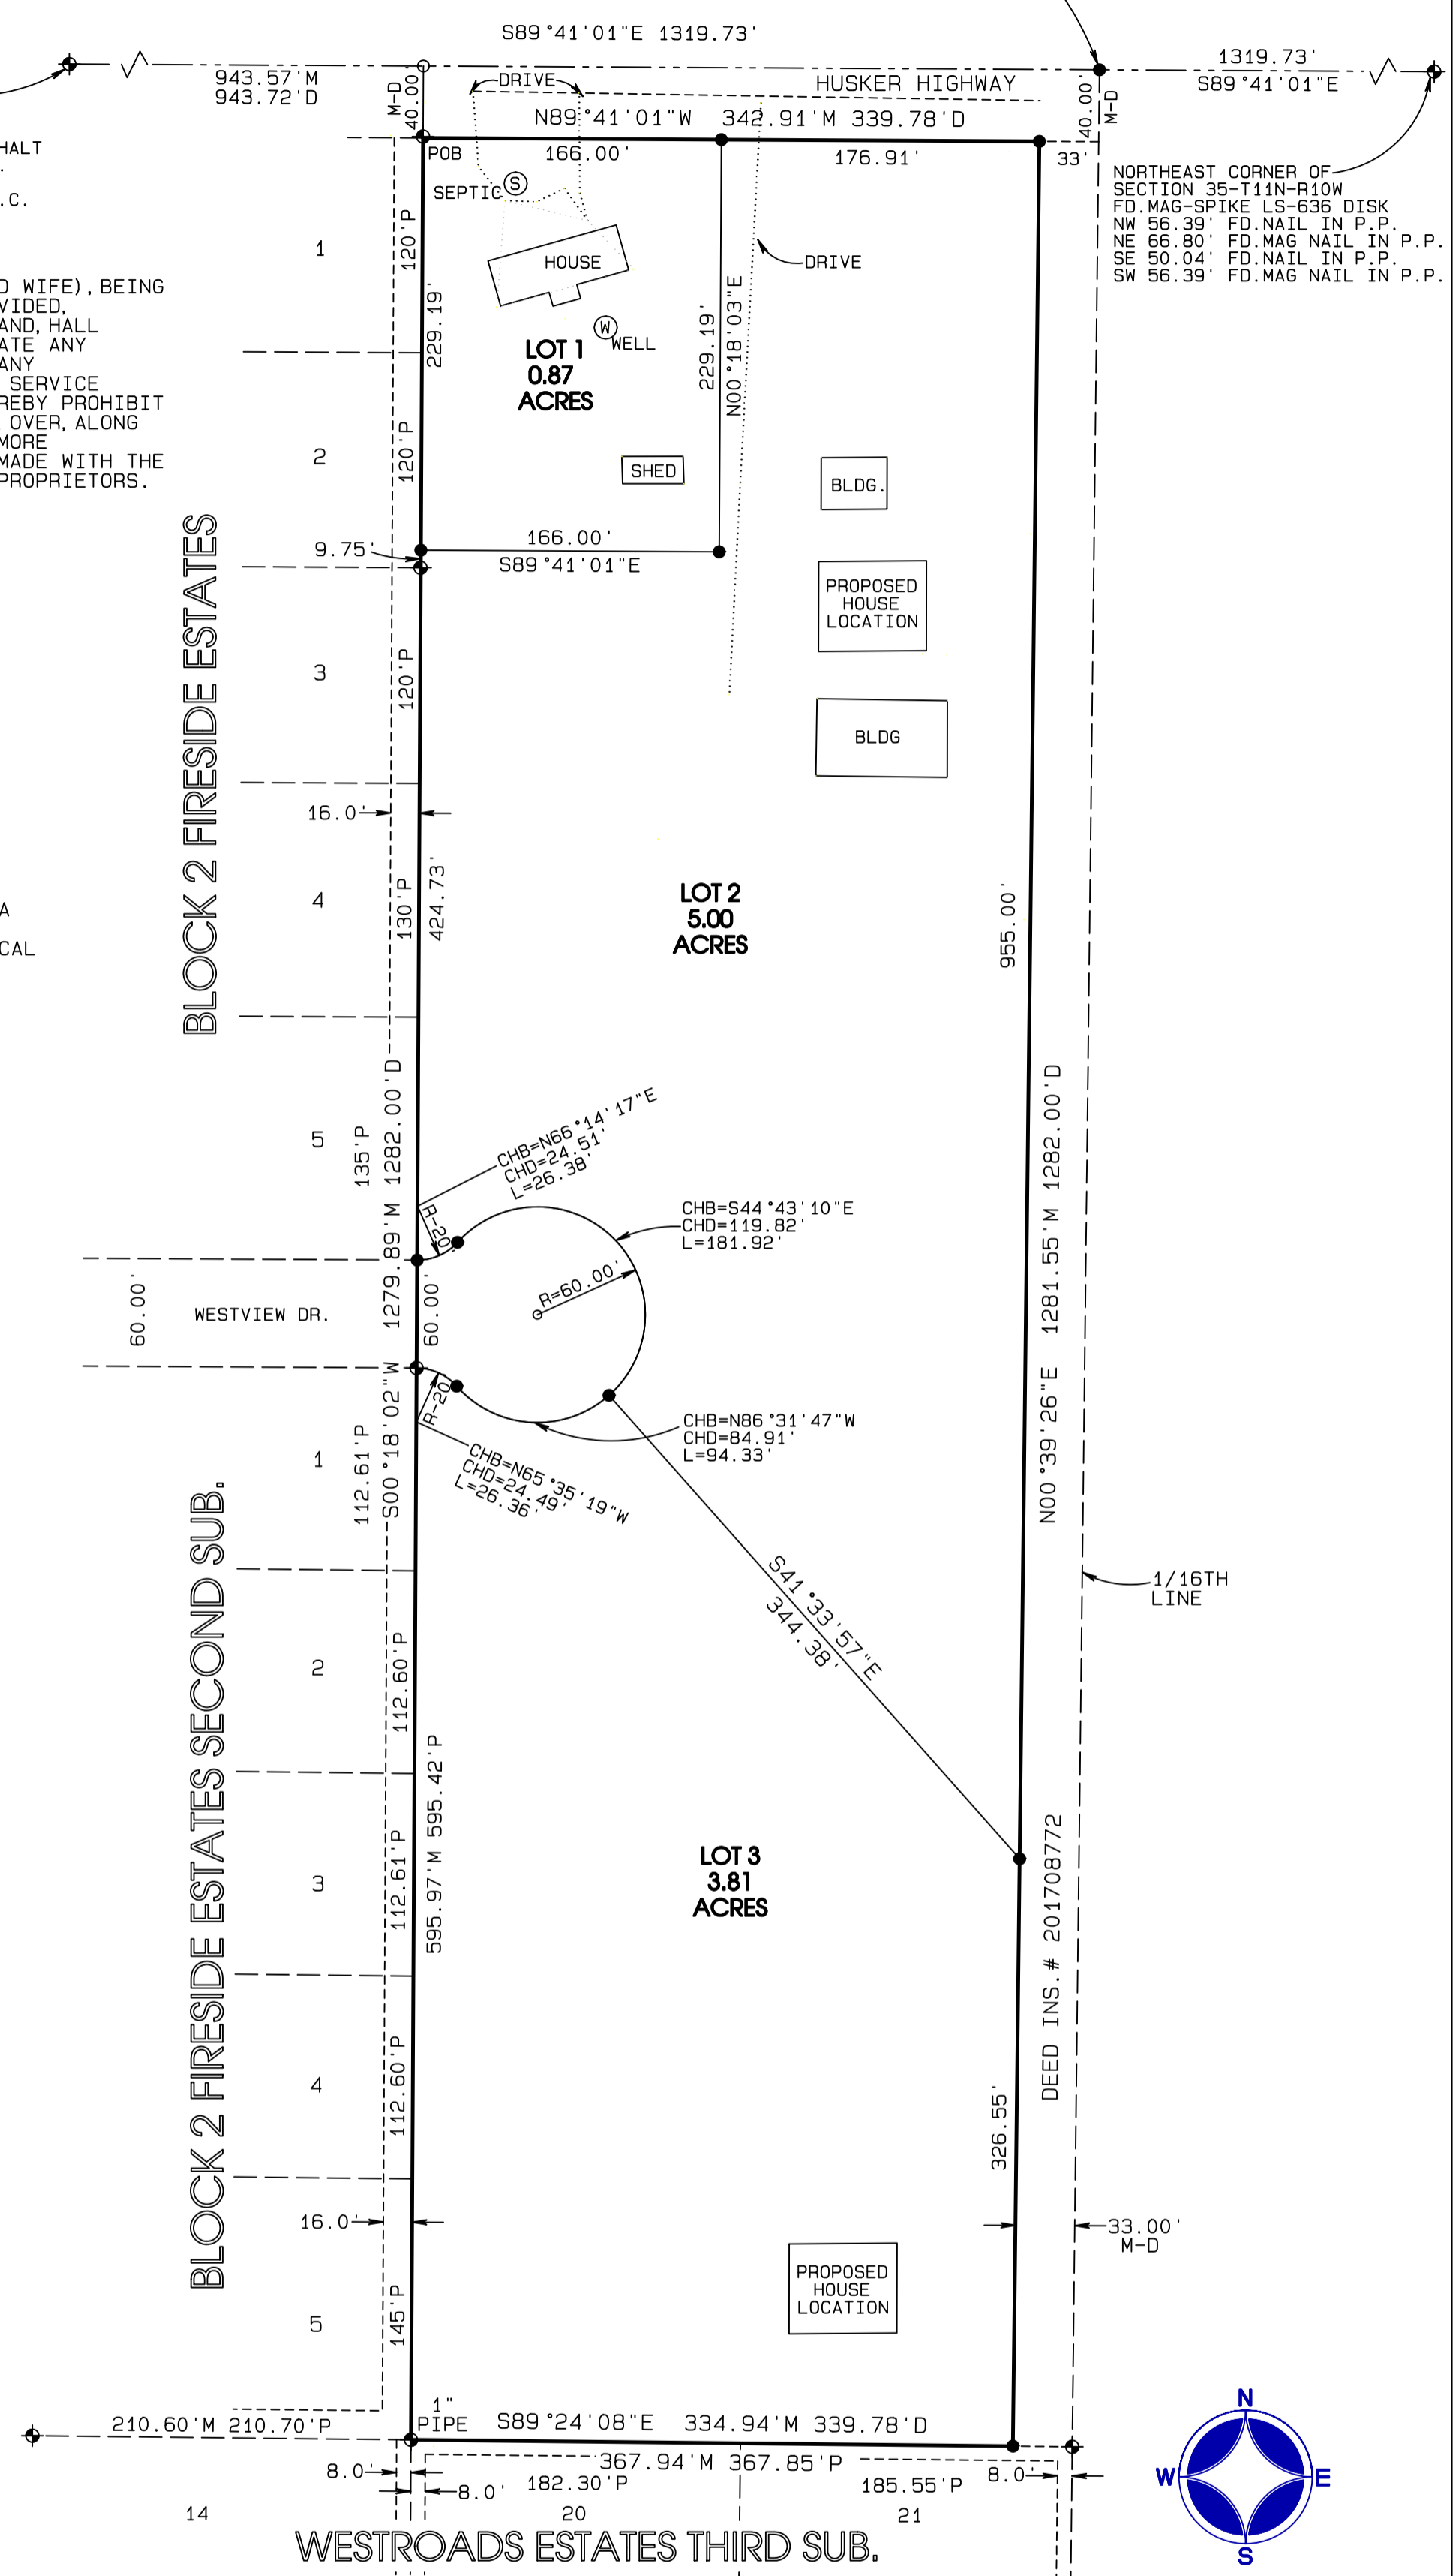 S89°41'01"E 1319.73'
943.57'M
943.72'D
M-D
40.00'
DRIVE
HUSKER HIGHWAY
1319.73'
S89°41'01"E
40.00'
M-D
N89°41'01"W 342.91'M 339.78'D
POB
166.00'
176.91'
33'
HALT
.C.
NORTHEAST CORNER OF
SECTION 35-T11N-R10W
FD.MAG-SPIKE LS-636 DISK
NW 56.39' FD.NAIL IN P.P.
NE 66.80' FD.MAG NAIL IN P.P.
SE 50.04' FD.NAIL IN P.P.
SW 56.39' FD.MAG NAIL IN P.P.
SEPTIC S
1
120'P
HOUSE
DRIVE
D WIFE), BEING
VIDED,
AND, HALL
ATE ANY
ANY
SERVICE
REBY PROHIBIT
OVER, ALONG
MORE
MADE WITH THE
PROPRIETORS.
229.19'
W WELL
LOT 1
0.87
ACRES
229.19'
N00°18'03"E
2
120'P
SHED
BLDG.
9.75'
166.00'
S89°41'01"E
PROPOSED
HOUSE
LOCATION
BLOCK 2 FIRESIDE ESTATES
3
120'P
BLDG
16.0'
4
130'P
424.73'
LOT 2
5.00
ACRES
955.00'
A
CAL
5
135'P
1279.89'M 1282.00'D
CHB=N66°14'17"E
CHD=24.51'
L=26.38'
R-20'
CHB=S44°43'10"E
CHD=119.82'
L=181.92'
R=60.00'
60.00'
WESTVIEW DR.
60.00'
1281.55'M 1282.00'D
N00°39'26"E
S00°18'02"W
R-20'
CHB=N86°31'47"W
CHD=84.91'
L=94.33'
CHB=N65°35'19"W
CHD=24.49'
L=26.36'
1
112.61'P
S41°33'57"E
344.38'
1/16TH
LINE
BLOCK 2 FIRESIDE ESTATES SECOND SUB.
2
112.60'P
595.97'M 595.42'P
3
112.61'P
LOT 3
3.81
ACRES
DEED INS.# 201708772
4
112.60'P
326.55'
16.0'
33.00'
M-D
PROPOSED
HOUSE
LOCATION
5
145'P
1"
PIPE
210.60'M 210.70'P
S89°24'08"E 334.94'M 339.78'D
367.94'M 367.85'P
8.0'
8.0'
182.30'P
185.55'P
8.0'
14
20
21
WESTROADS ESTATES THIRD SUB.
N
W
E
S